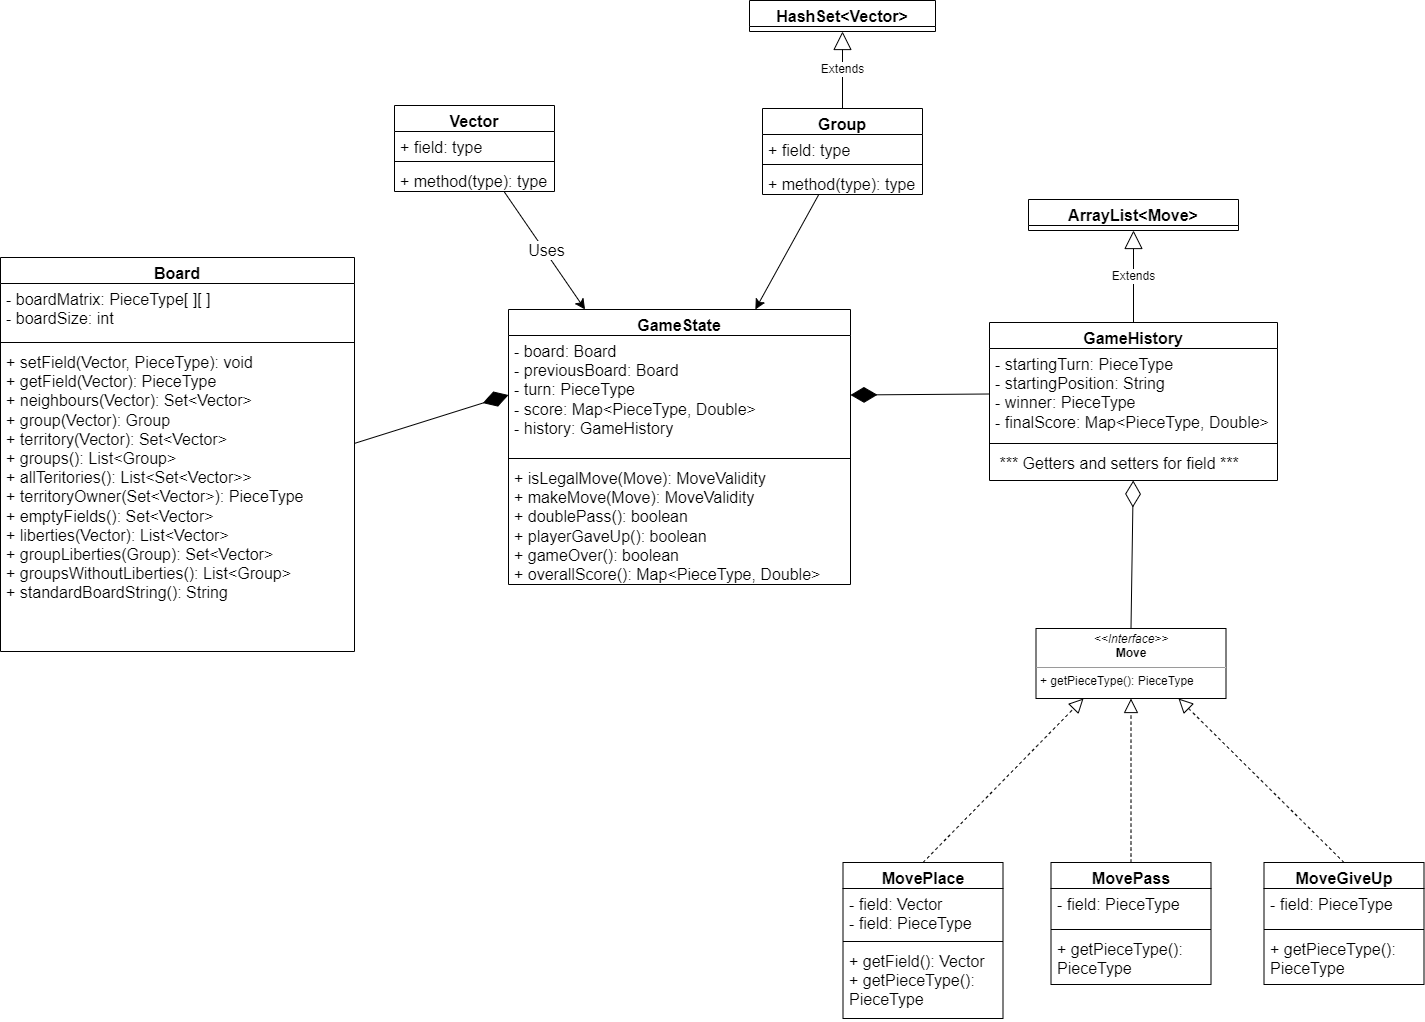 HashSet<Vector>
Extends
Vector
+ field: type
+ method(type): type
Group
+ field: type
+ method(type): type
ArrayList<Move>
Extends
Uses
Board
- boardMatrix: PieceType[ ][ ]
- boardSize: int
+ setField(Vector, PieceType): void
+ getField(Vector): PieceType
+ neighbours(Vector): Set<Vector>
+ group(Vector): Group
+ territory(Vector): Set<Vector>
+ groups(): List<Group>
+ allTeritories(): List<Set<Vector>>
+ territoryOwner(Set<Vector>): PieceType
+ emptyFields(): Set<Vector>
+ liberties(Vector): List<Vector>
+ groupLiberties(Group): Set<Vector>
+ groupsWithoutLiberties(): List<Group>
+ standardBoardString(): String
GameState
- board: Board
- previousBoard: Board
- turn: PieceType
- score: Map<PieceType, Double>
- history: GameHistory
+ isLegalMove(Move): MoveValidity
+ makeMove(Move): MoveValidity
+ doublePass(): boolean
+ playerGaveUp(): boolean
+ gameOver(): boolean
+ overallScore(): Map<PieceType, Double>
GameHistory
- startingTurn: PieceType
- startingPosition: String
- winner: PieceType
- finalScore: Map<PieceType, Double>
*** Getters and setters for field ***
<<Interface>>
Move
+ getPieceType(): PieceType
MovePlace
- field: Vector
- field: PieceType
+ getField(): Vector
+ getPieceType():
PieceType
MovePass
- field: PieceType
+ getPieceType():
PieceType
MoveGiveUp
- field: PieceType
+ getPieceType():
PieceType